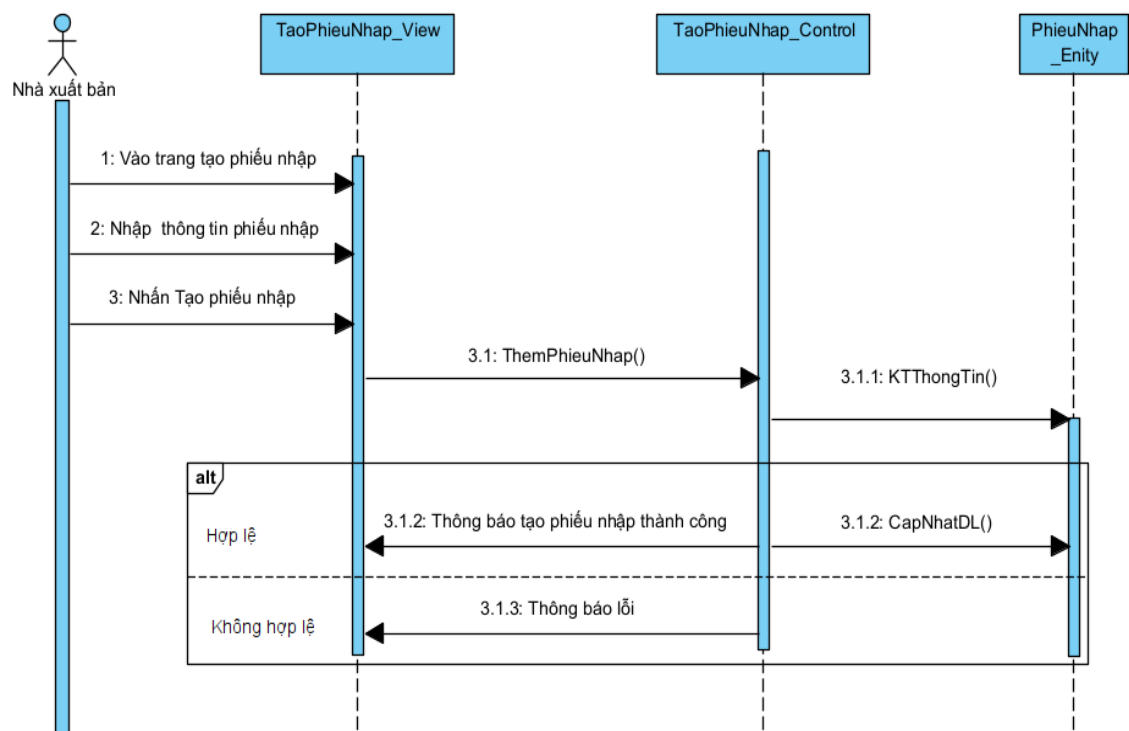 TaoPhieuNhap_View
TaoPhieuNhap_Control
PhieuNhap
_Enity
Nhà xuất bản
1: Vào trang tạo phiếu nhập
2: Nhập thông tin phiếu nhập
3: Nhấn Tạo phiếu nhập
3.1: ThemPhieuNhap()
3.1.1: KTThongTin()
alt
Hợp lệ
3.1.2: Thông báo tạo phiếu nhập thành công
3.1.2: CapNhatDL()
Không hợp lệ
3.1.3: Thông báo lỗi